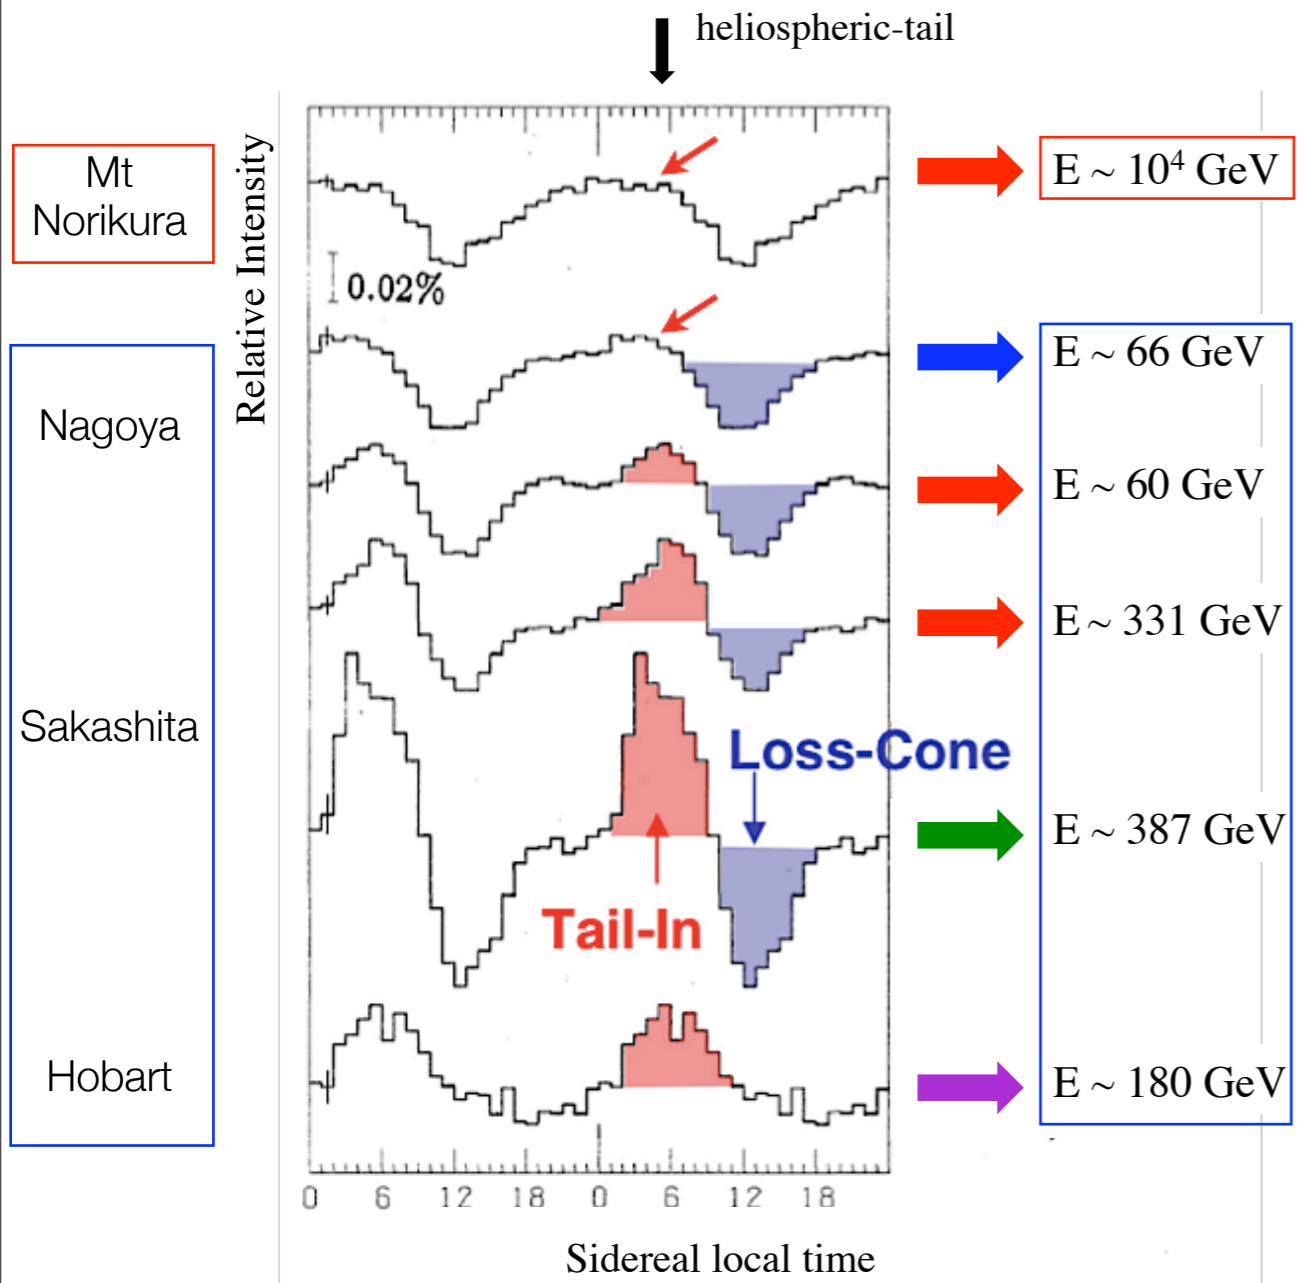 heliospheric-tail
Mt
Norikura
Relative Intensity
E ~ 10⁴ GeV
0.02%
E ~ 66 GeV
Nagoya
E ~ 60 GeV
E ~ 331 GeV
Sakashita
Loss-Cone
E ~ 387 GeV
Tail-In
Hobart
E ~ 180 GeV
0 6 12 18 0 6 12 18
Sidereal local time